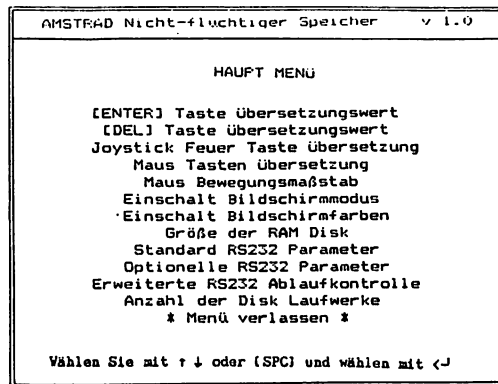 AMSTRAD Nicht-flüchtiger Speicher v 1.0
HAUPT MENÜ
[ENTER] Taste übersetzungswert
[DEL] Taste übersetzungswert
Joystick Feuer Taste übersetzung
Maus Tasten übersetzung
Maus Bewegungsmaßstab
Einschalt Bildschirmmodus
Einschalt Bildschirmfarben
Größe der RAM Disk
Standard RS232 Parameter
Optionelle RS232 Parameter
Erweiterte RS232 Ablaufkontrolle
Anzahl der Disk Laufwerke
* Menü verlassen *
Wählen Sie mit ↑ ↓ oder [SPC] und wählen mit ↵